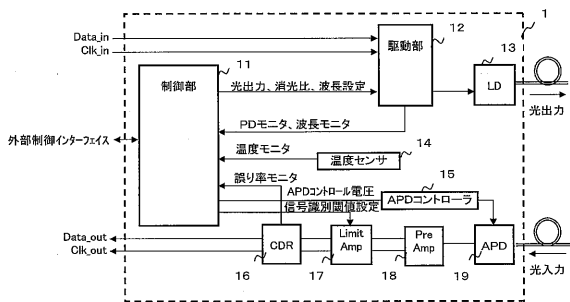 1
Data_in
Clk_in
12
駆動部
13
LD
光出力
11
制御部
光出力、消光比、波長設定
PDモニタ、波長モニタ
外部制御インターフェイス
温度モニタ
14
温度センサ
誤り率モニタ
15
APDコントロール電圧
APDコントローラ
信号識別閾値設定
Data_out
Clk_out
CDR
Limit
Amp
Pre
Amp
APD
光入力
16
17
18
19